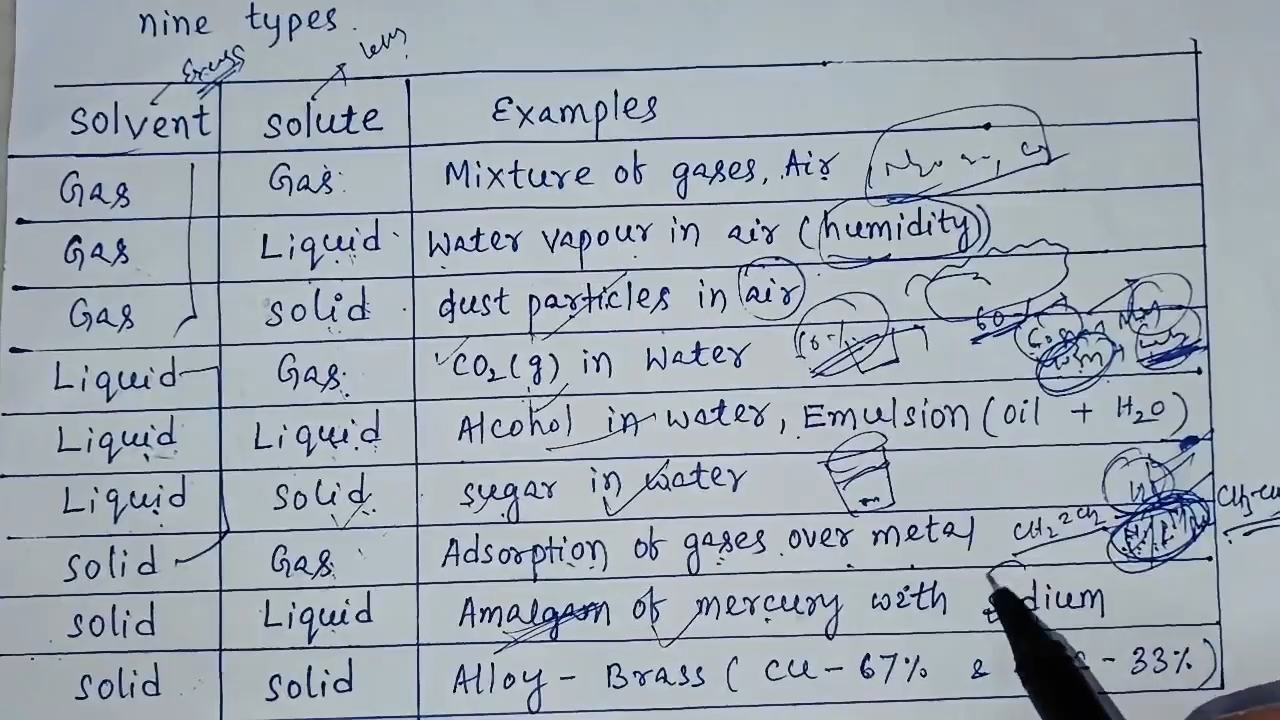 nine types.
Excess less
Solvent Solute Examples
Gas Gas Mixture of gases, Air
Gas Liquid Water vapour in air (humidity)
Gas Solid dust particles in air
Liquid Gas CO₂(g) in Water
Liquid Liquid Alcohol in water, Emulsion (oil + H₂O)
Liquid Solid sugar in water
Solid Gas Adsorption of gases over metal
Solid Liquid Amalgam of mercury with
Solid Solid Alloy - Brass (Cu-67% & - 33%)